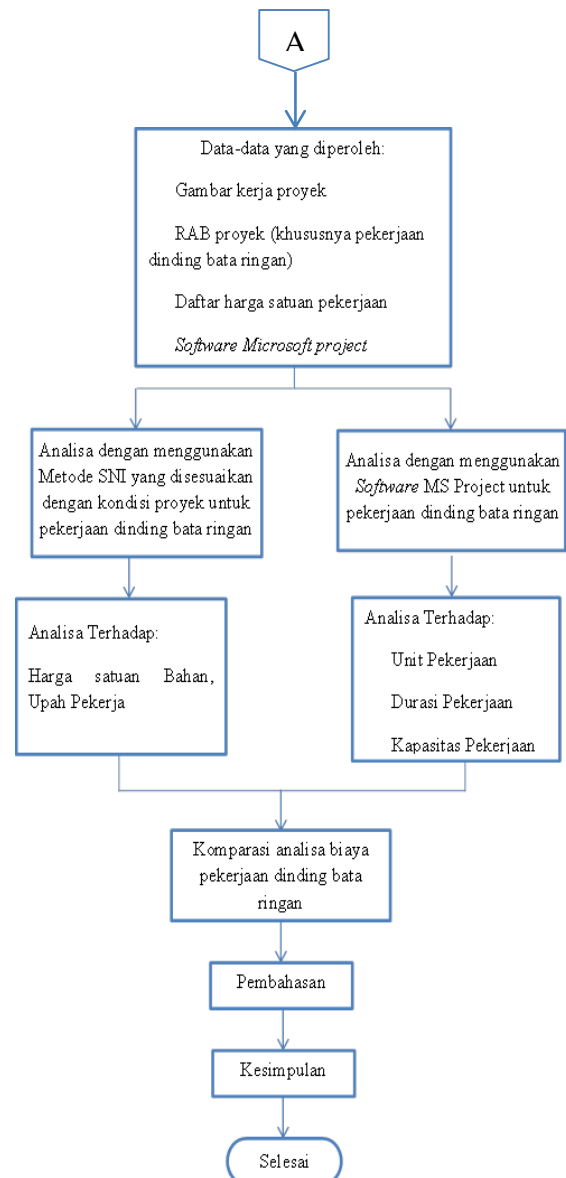 A
Data-data yang diperoleh:
Gambar kerja proyek
RAB proyek (khususnya pekerjaan
dinding bata ringan)
Daftar harga satuan pekerjaan
Software Microsoft project
Analisa dengan menggunakan
Metode SNI yang disesuaikan
dengan kondisi proyek untuk
pekerjaan dinding bata ringan
Analisa dengan menggunakan
Software MS Project untuk
pekerjaan dinding bata ringan
Analisa Terhadap:
Harga satuan Bahan,
Upah Pekerja
Analisa Terhadap:
Unit Pekerjaan
Durasi Pekerjaan
Kapasitas Pekerjaan
Komparasi analisa biaya
pekerjaan dinding bata
ringan
Pembahasan
Kesimpulan
Selesai